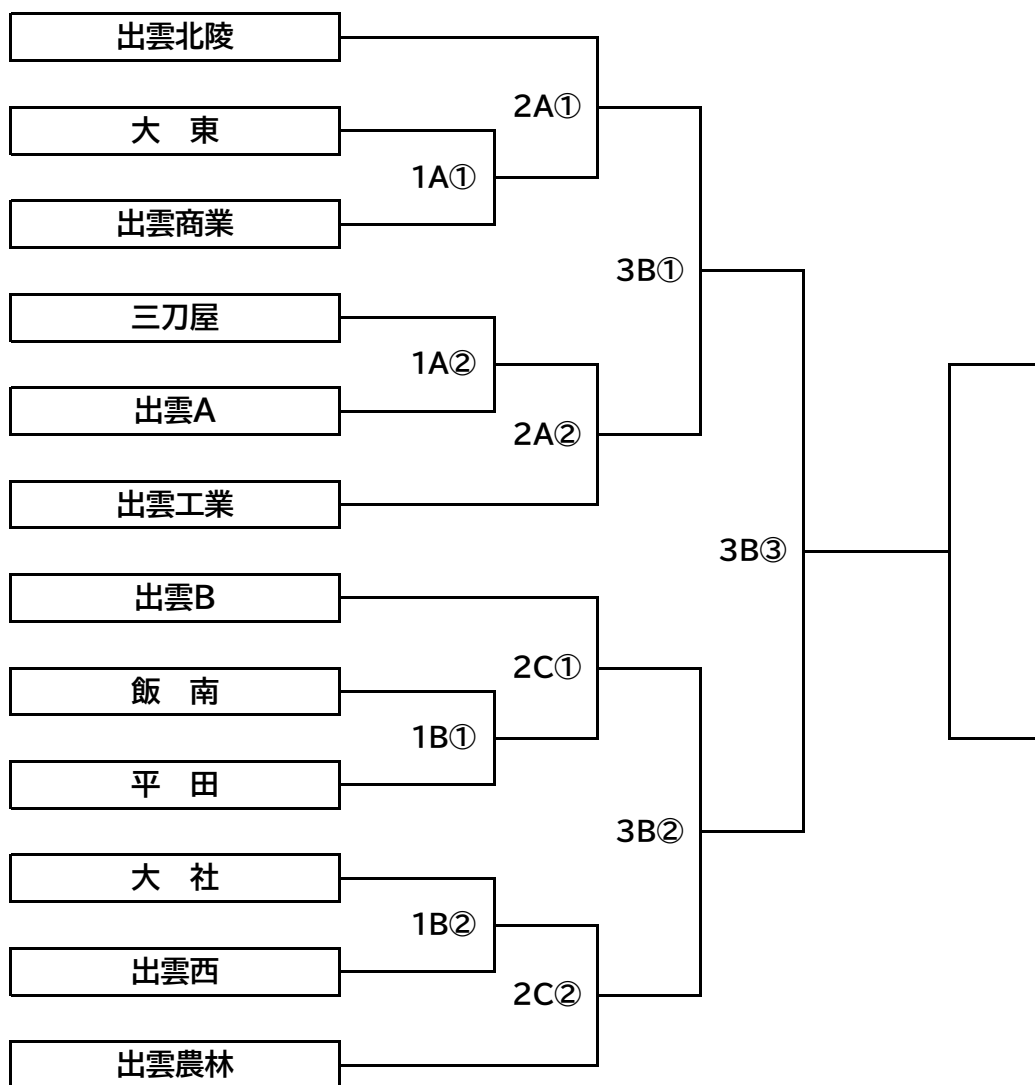 出雲北陵
2A①
大　東
1A①
出雲商業
3B①
三刀屋
1A②
出雲A
2A②
出雲工業
3B③
出雲B
2C①
飯　南
1B①
平　田
3B②
大　社
1B②
出雲西
2C②
出雲農林